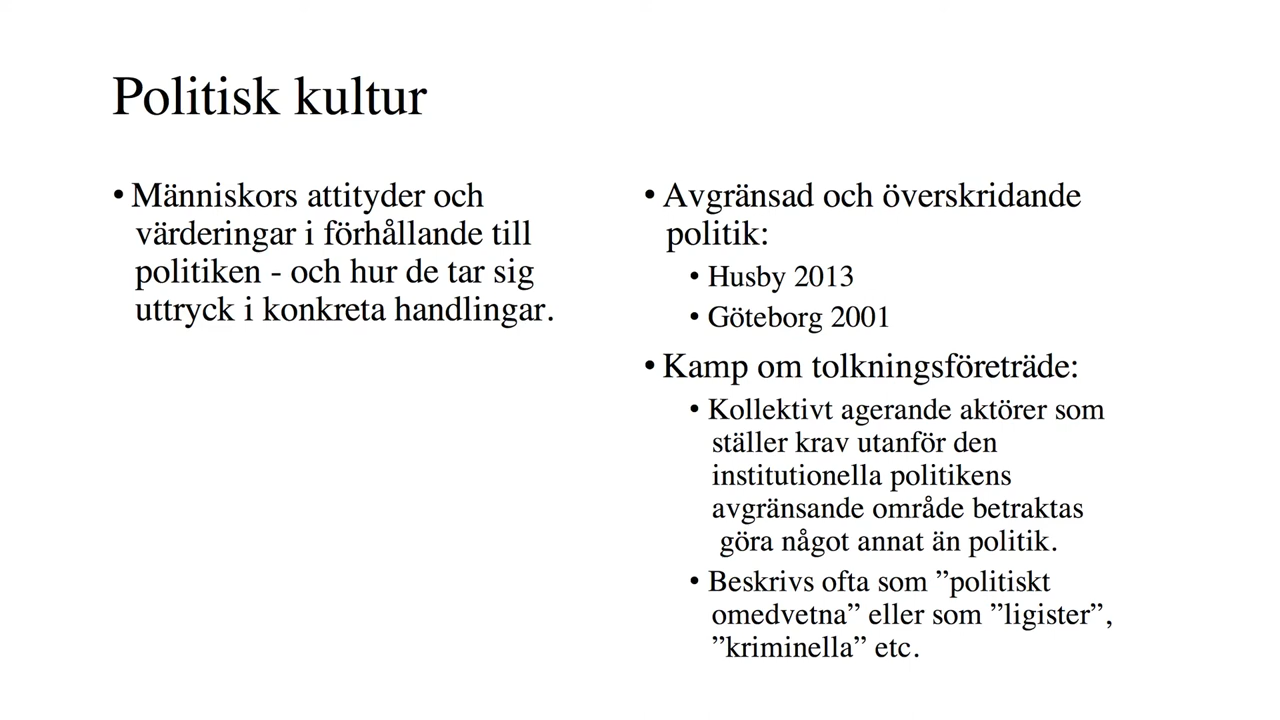 Politisk kultur
• Människors attityder och
värderingar i förhållande till
politiken - och hur de tar sig
uttryck i konkreta handlingar.
• Avgränsad och överskridande
politik:
• Husby 2013
• Göteborg 2001
• Kamp om tolkningsföreträde:
• Kollektivt agerande aktörer som
ställer krav utanför den
institutionella politikens
avgränsande område betraktas
göra något annat än politik.
• Beskrivs ofta som ”politiskt
omedvetna” eller som ”ligister”,
”kriminella” etc.